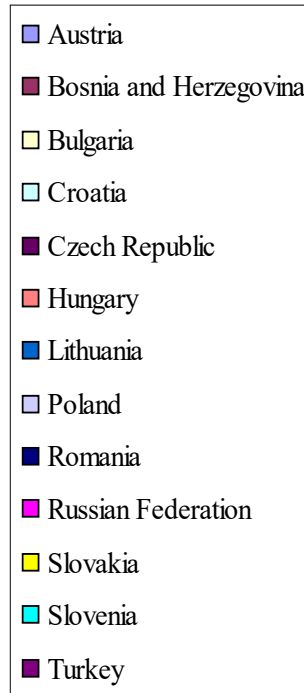 Austria
Bosnia and Herzegovina
Bulgaria
Croatia
Czech Republic
Hungary
Lithuania
Poland
Romania
Russian Federation
Slovakia
Slovenia
Turkey